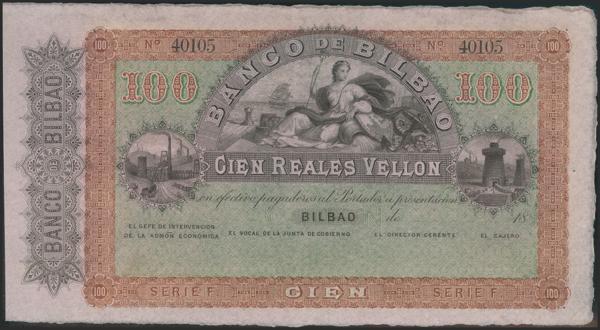 100 Nº 40105 Nº 40105 100
BANCO DE BILBAO
BANCO DE BILBAO
100 100
CIEN REALES VELLON
en efectivo pagaderos al Portador a presentacion
BILBAO de 18
EL GEFE DE INTERVENCION
DE LA ADMON ECONOMICA
EL VOCAL DE LA JUNTA DE GOBIERNO
EL DIRECTOR GERENTE
EL CAJERO
100 SERIE F CIEN SERIE F 100